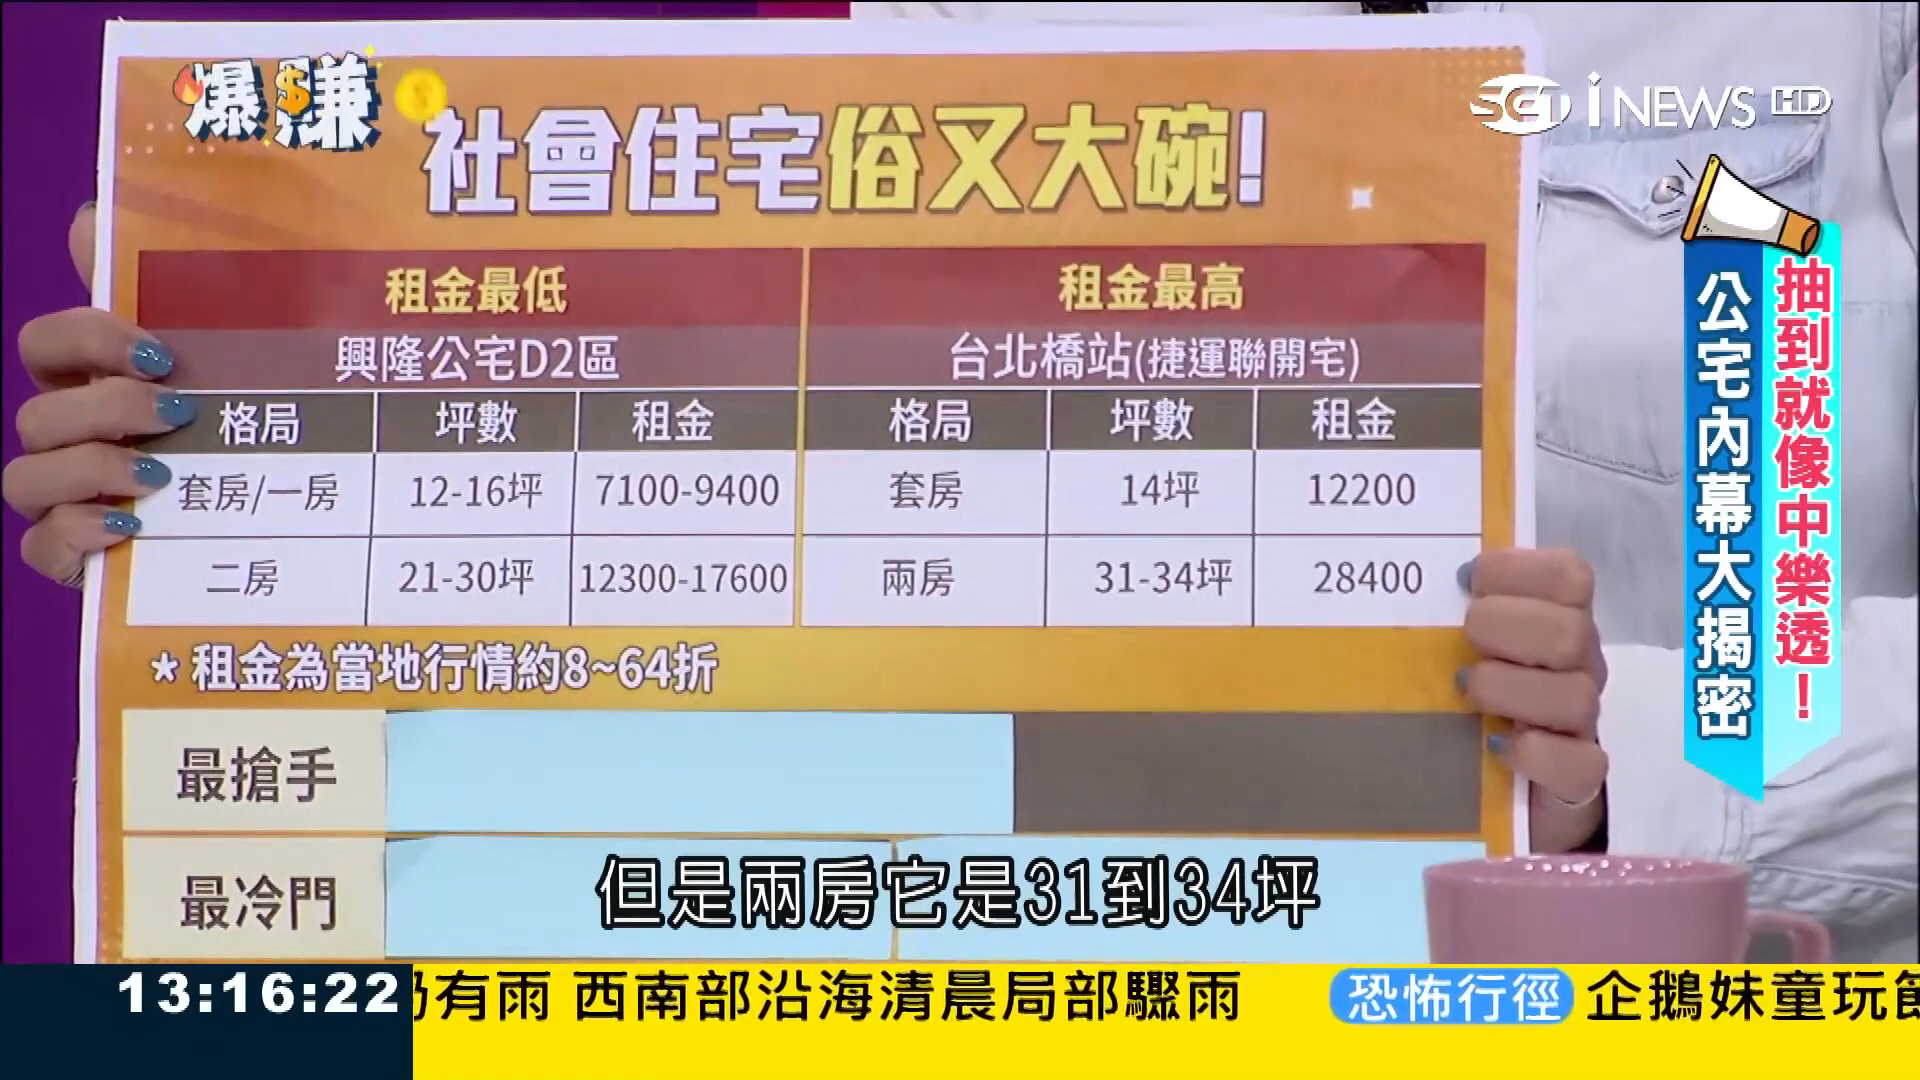 爆賺
社會住宅俗又大碗!
SET iNEWS HD
抽到就像中樂透！
公宅內幕大揭密
租金最低
興隆公宅D2區
格局 坪數 租金
套房/一房 12-16坪 7100-9400
二房 21-30坪 12300-17600
租金最高
台北橋站(捷運聯開宅)
格局 坪數 租金
套房 14坪 12200
兩房 31-34坪 28400
★租金為當地行情約8~64折
最搶手
最冷門
但是兩房它是31到34坪
13:16:22
有雨 西南部沿海清晨局部驟雨 恐怖行徑 企鵝妹童玩